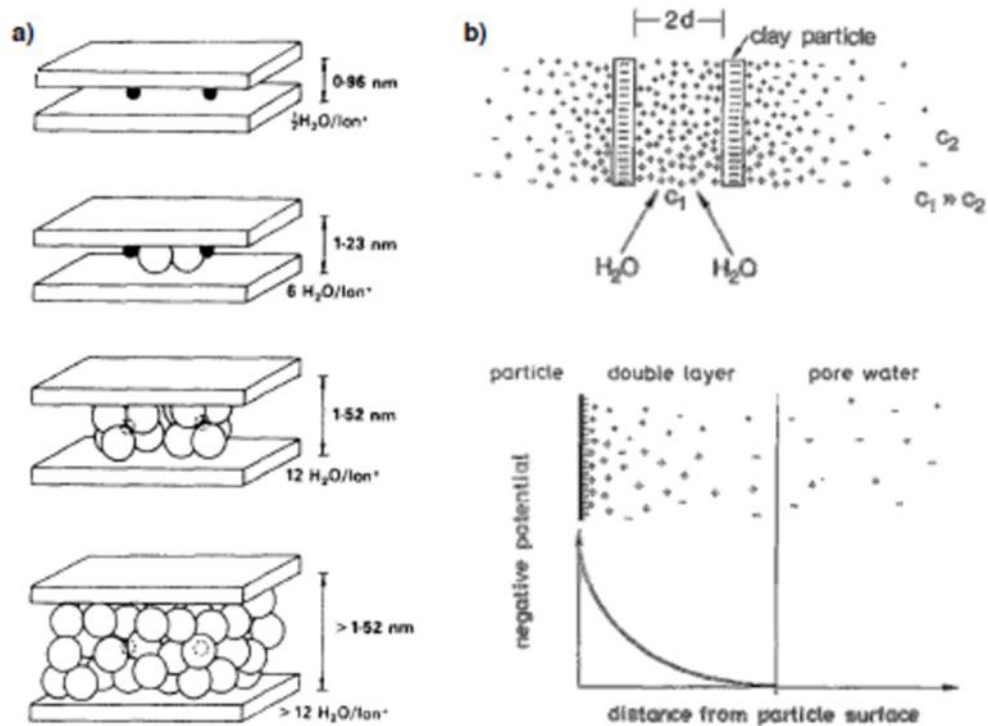 a)
0·96 nm
½H₂O/Ion⁺
1·23 nm
6 H₂O/Ion⁺
1·52 nm
12 H₂O/Ion⁺
> 1·52 nm
> 12 H₂O/Ion⁺
b)
2d
clay particle
C₂
C₁
C₁ » C₂
H₂O H₂O
particle double layer pore water
negative potential
distance from particle surface